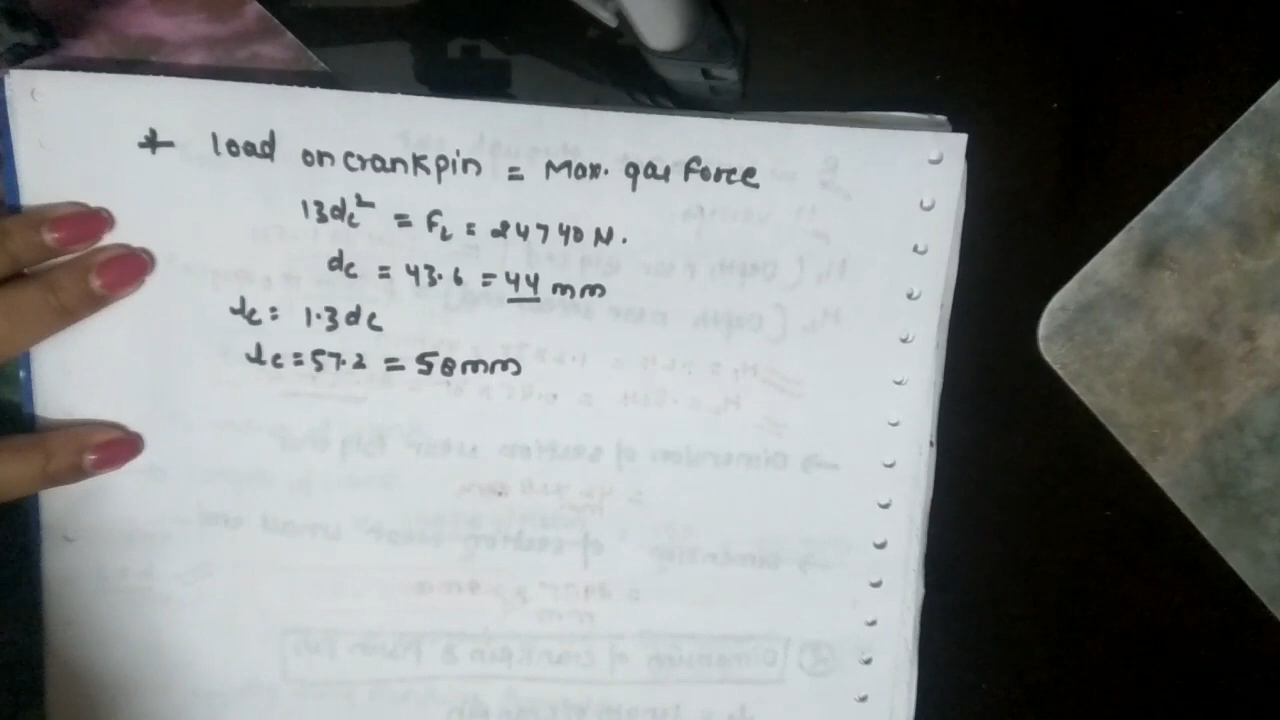 * load on crankpin = Max. gas force
13dc² = FL = 24740 N.
dc = 43.6 = 44 mm
lc = 1.3dc
lc = 57.2 = 58mm